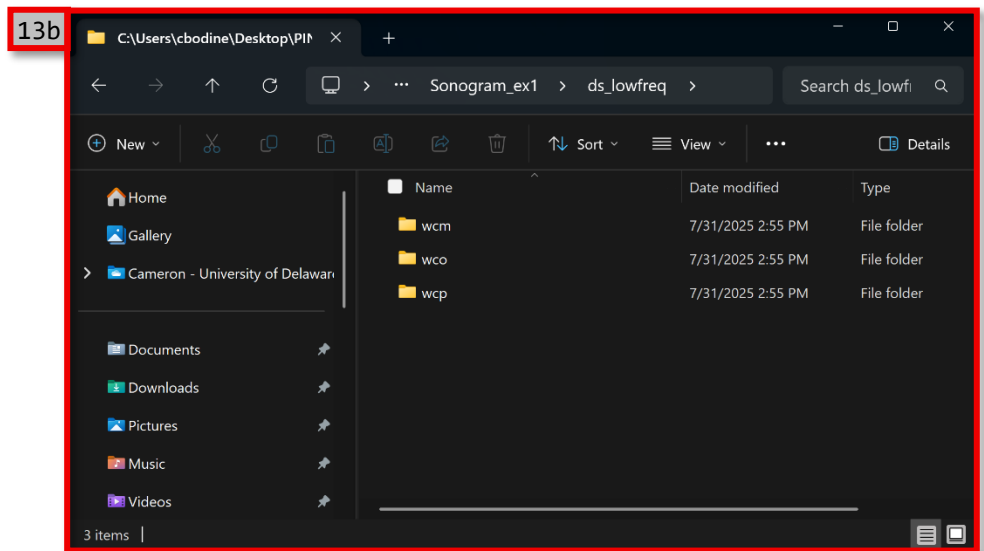 13b
C:\Users\cbodine\Desktop\PIN
Sonogram_ex1 > ds_lowfreq >
Search ds_lowfr
New
Sort
View
Details
Name
Date modified
Type
Home
Gallery
Cameron - University of Delaware
wcm
7/31/2025 2:55 PM
File folder
wco
7/31/2025 2:55 PM
File folder
wcp
7/31/2025 2:55 PM
File folder
Documents
Downloads
Pictures
Music
Videos
3 items